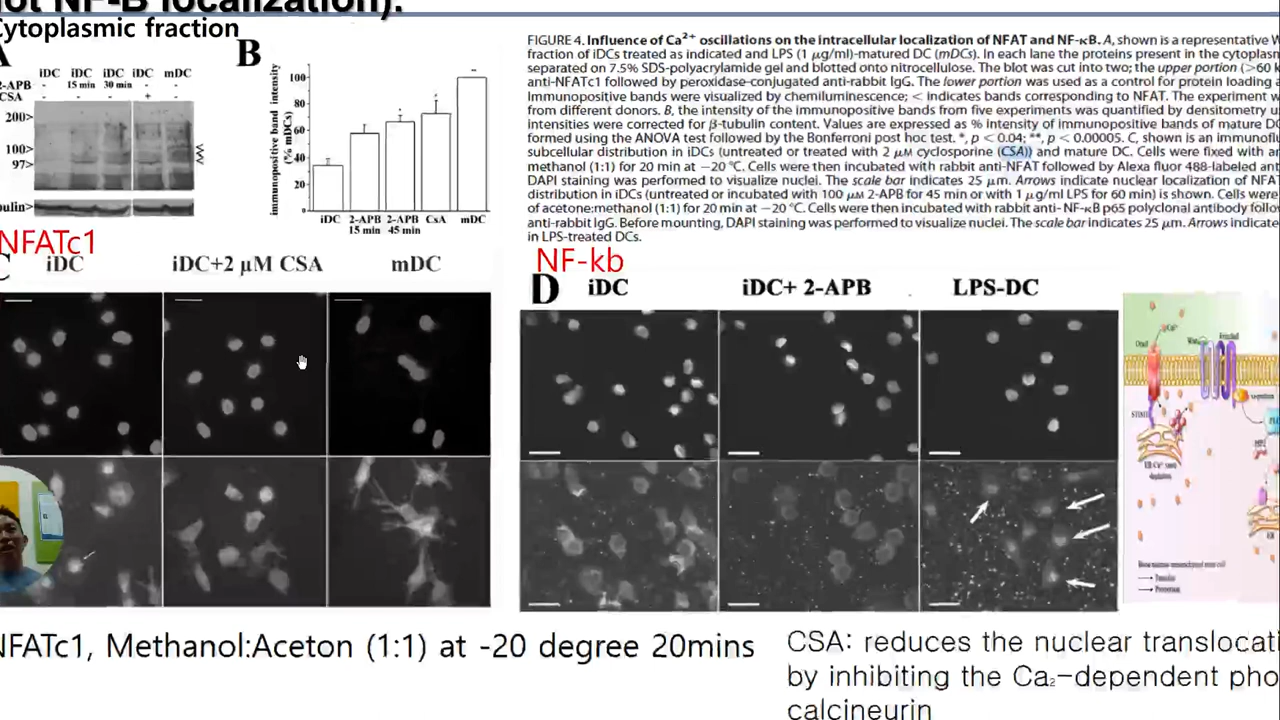 ot NF-B localization).
Cytoplasmic fraction
A
B
iDC iDC iDC iDC mDC
15 min 30 min
2-APB - + + - -
CSA - - - + -
200>
100>
97>
bulin>
immunopositive band intensity
(% mDCs)
100
80
60
40
20
0
iDC 2-APB 2-APB CsA mDC
15 min 45 min
FIGURE 4. Influence of Ca2+ oscillations on the intracellular localization of NFAT and NF-κB. A, shown is a representative W
fraction of iDCs treated as indicated and LPS (1 μg/ml)-matured DC (mDCs). In each lane the proteins present in the cytoplas
separated on 7.5% SDS-polyacrylamide gel and blotted onto nitrocellulose. The blot was cut into two; the upper portion (>60 k
anti-NFATc1 followed by peroxidase-conjugated anti-rabbit IgG. The lower portion was used as a control for protein loading a
Immunopositive bands were visualized by chemiluminescence; < indicates bands corresponding to NFAT. The experiment w
from different donors. B, the intensity of the immunopositive bands from five experiments was quantified by densitometry u
intensities were corrected for β-tubulin content. Values are expressed as % intensity of immunopositive bands of mature DC
formed using the ANOVA test followed by the Bonferroni post hoc test. *, p < 0.04; **, p < 0.00005. C, shown is an immunoflu
subcellular distribution in iDCs (untreated or treated with 2 μM cyclosporine (CSA)) and mature DC. Cells were fixed with an
methanol (1:1) for 20 min at −20 °C. Cells were then incubated with rabbit anti-NFAT followed by Alexa fluor 488-labeled ant
DAPI staining was performed to visualize nuclei. The scale bar indicates 25 μm. Arrows indicate nuclear localization of NFA
distribution in iDCs (untreated or incubated with 100 μM 2-APB for 45 min or with 1 μg/ml LPS for 60 min) is shown. Cells were
of acetone:methanol (1:1) for 20 min at −20 °C. Cells were then incubated with rabbit anti- NF-κB p65 polyclonal antibody follo
anti-rabbit IgG. Before mounting, DAPI staining was performed to visualize nuclei. The scale bar indicates 25 μm. Arrows indicate
in LPS-treated DCs.
NFATc1
C iDC iDC+2 μM CSA mDC
NF-kb
D iDC iDC+ 2-APB LPS-DC
NFATc1, Methanol:Aceton (1:1) at -20 degree 20mins
CSA: reduces the nuclear translocati
by inhibiting the Ca2-dependent pho
calcineurin